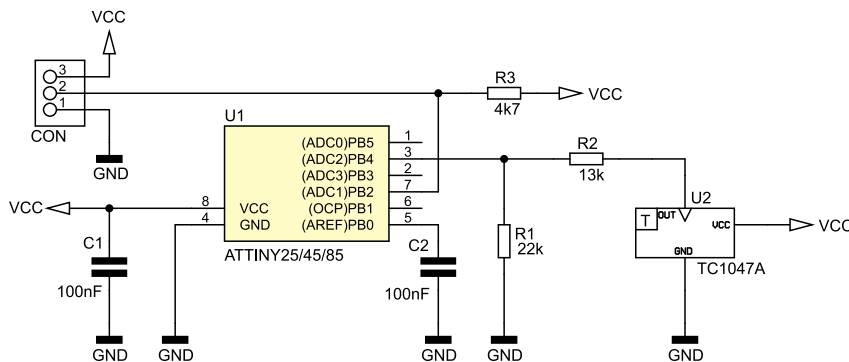 VCC
3
2
1
CON
GND
R3
4k7
VCC
U1
(ADC0)PB5 1
(ADC2)PB4 3
(ADC3)PB3 2
(ADC1)PB2 7
(OCP)PB1 6
(AREF)PB0 5
8 VCC
4 GND
ATTINY25/45/85
VCC
C1
100nF
GND
GND
C2
100nF
GND
R1
22k
GND
R2
13k
U2
T
OUT
VCC
GND
TC1047A
VCC
GND